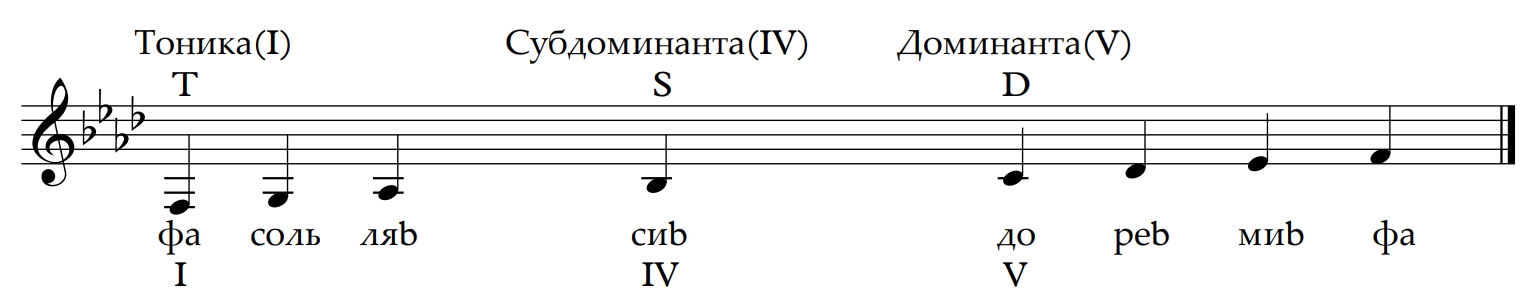 Тоника(I) Субдоминанта(IV) Доминанта(V)
T S D
фа соль ляb сиb до реb миb фа
I IV V